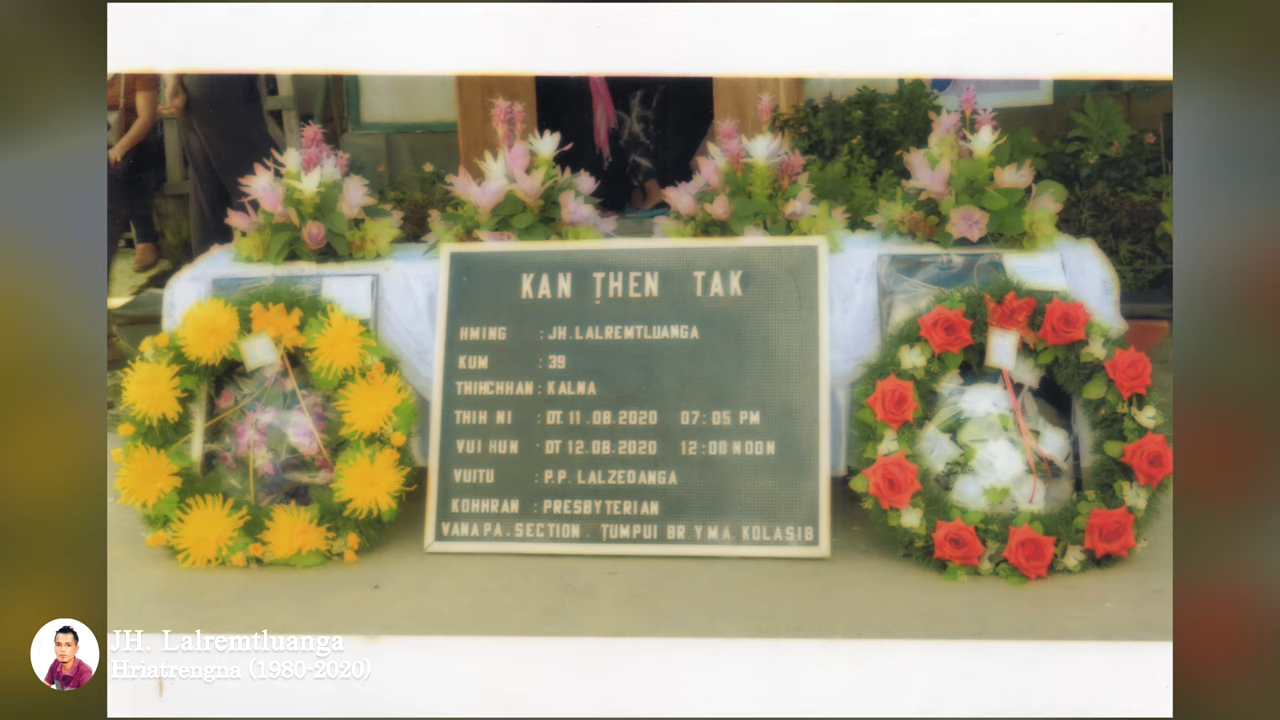 KAN ṬHEN TAK
HMING : JH.LALREMTLUANGA
KUM : 39
THIHCHHAN : KALNA
THIH NI : DT 11.08.2020 07:05 PM
VUI HUN : DT 12.08.2020 12:00 NOON
VUITU : P.P. LALZEDANGA
KOHHRAN : PRESBYTERIAN
VANAPA. SECTION. ṬUMPUI BR.YMA. KOLASIB
JH. Lalremtluanga
Hriatrengna (1980-2020)